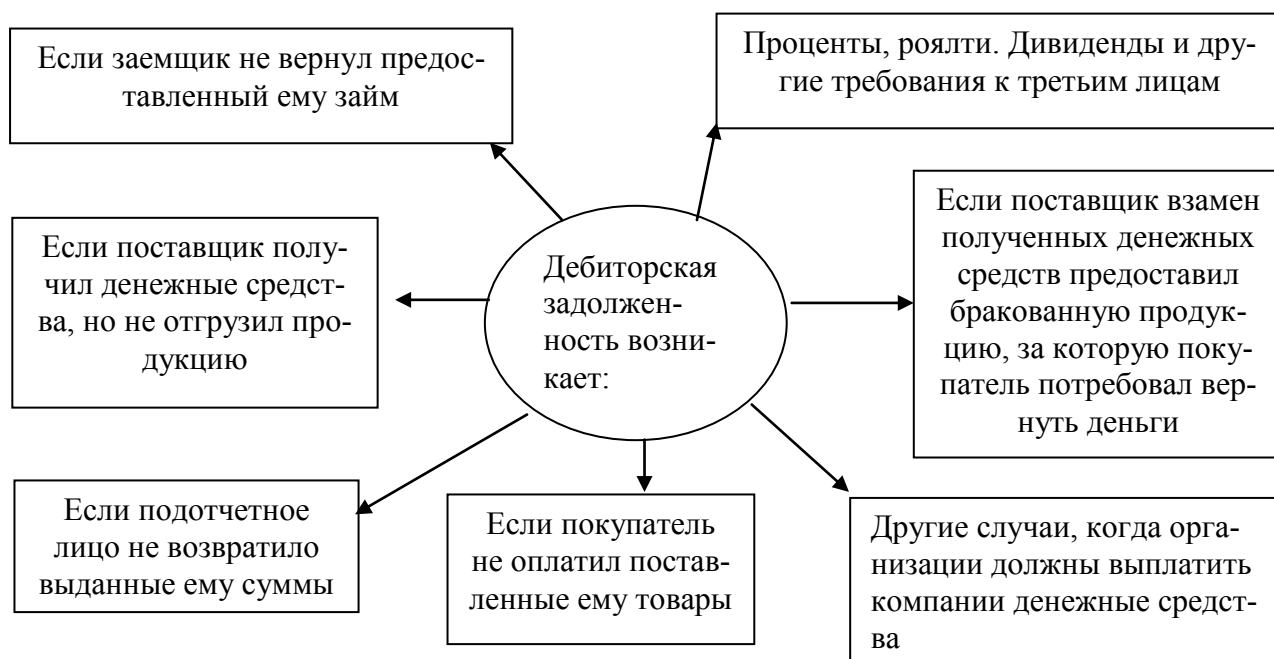 Если заемщик не вернул предос-
тавленный ему займ
Проценты, роялти. Дивиденды и дру-
гие требования к третьим лицам
Если поставщик полу-
чил денежные средст-
ва, но не отгрузил про-
дукцию
Дебиторская
задолжен-
ность возни-
кает:
Если поставщик взамен
полученных денежных
средств предоставил
бракованную продук-
цию, за которую поку-
патель потребовал вер-
нуть деньги
Если подотчетное
лицо не возвратило
выданные ему суммы
Если покупатель
не оплатил постав-
ленные ему товары
Другие случаи, когда орга-
низации должны выплатить
компании денежные средст-
ва